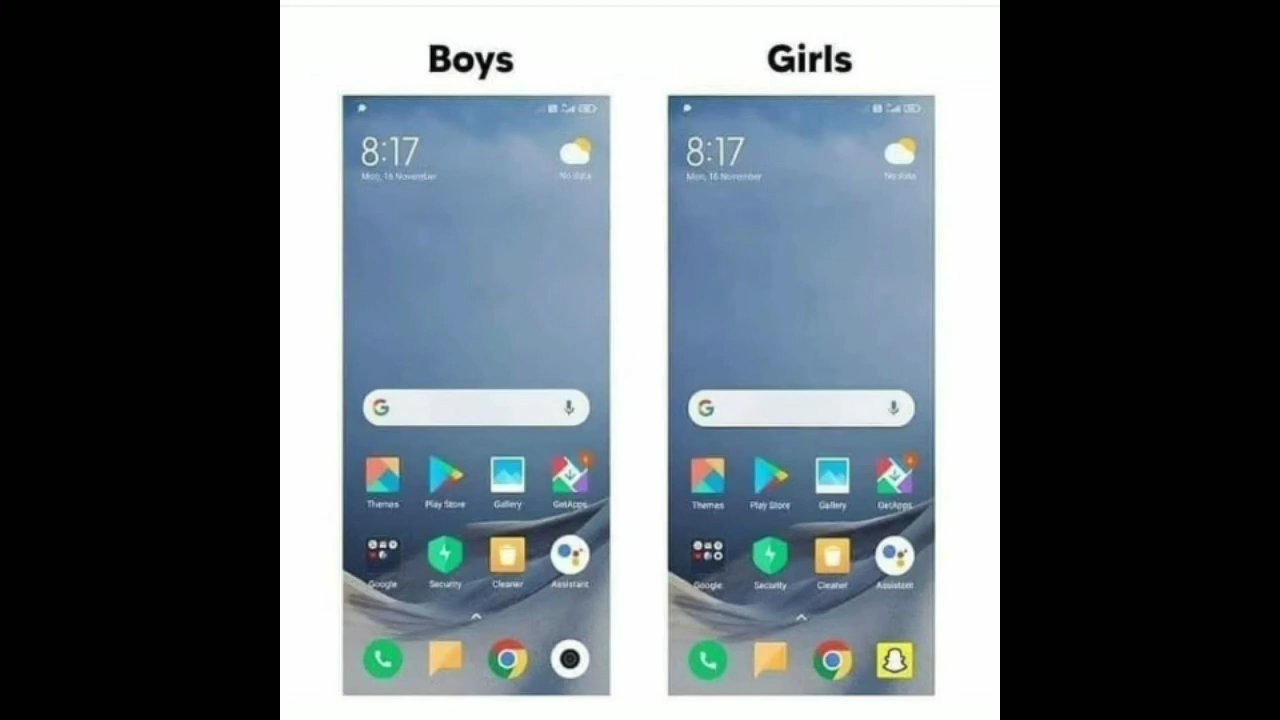 Boys
Girls
8:17
Mon, 16 November
No data
8:17
Mon, 16 November
No data
G
G
Themes Play Store Gallery GetApps
Themes Play Store Gallery GetApps
Google Security Cleaner Assistant
Google Security Cleaner Assistant